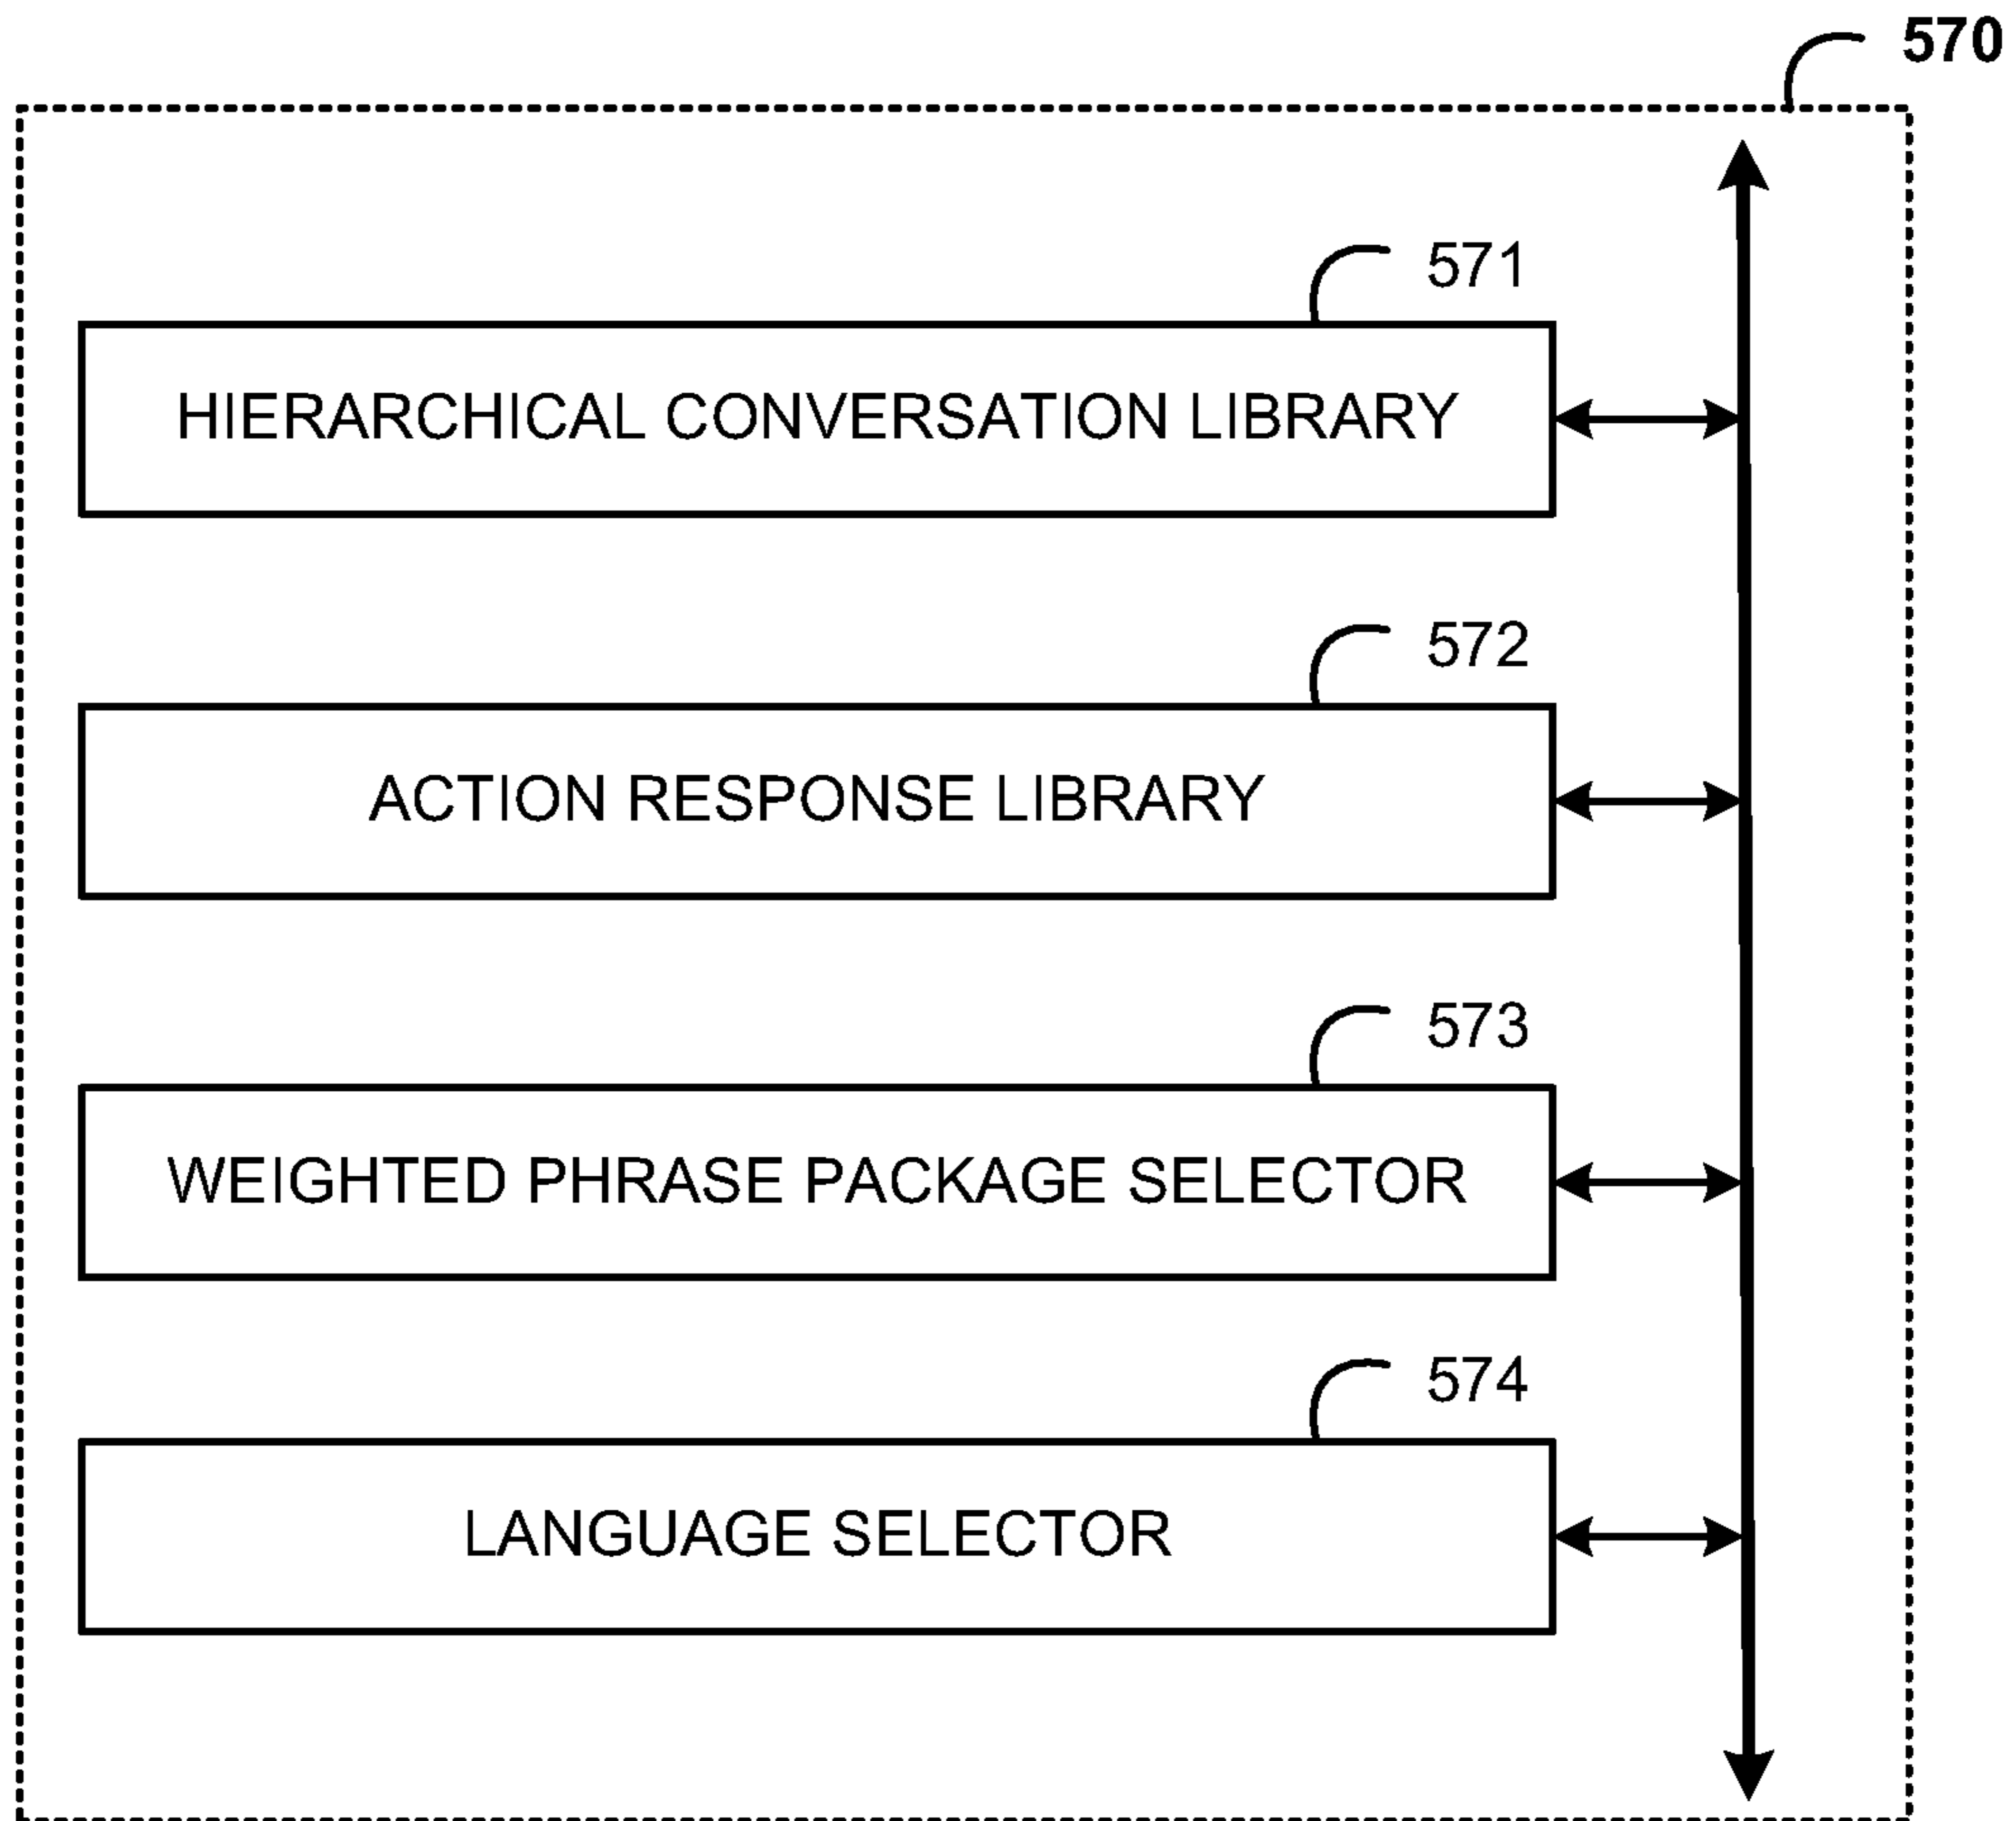 570
571
HIERARCHICAL CONVERSATION LIBRARY
572
ACTION RESPONSE LIBRARY
573
WEIGHTED PHRASE PACKAGE SELECTOR
574
LANGUAGE SELECTOR